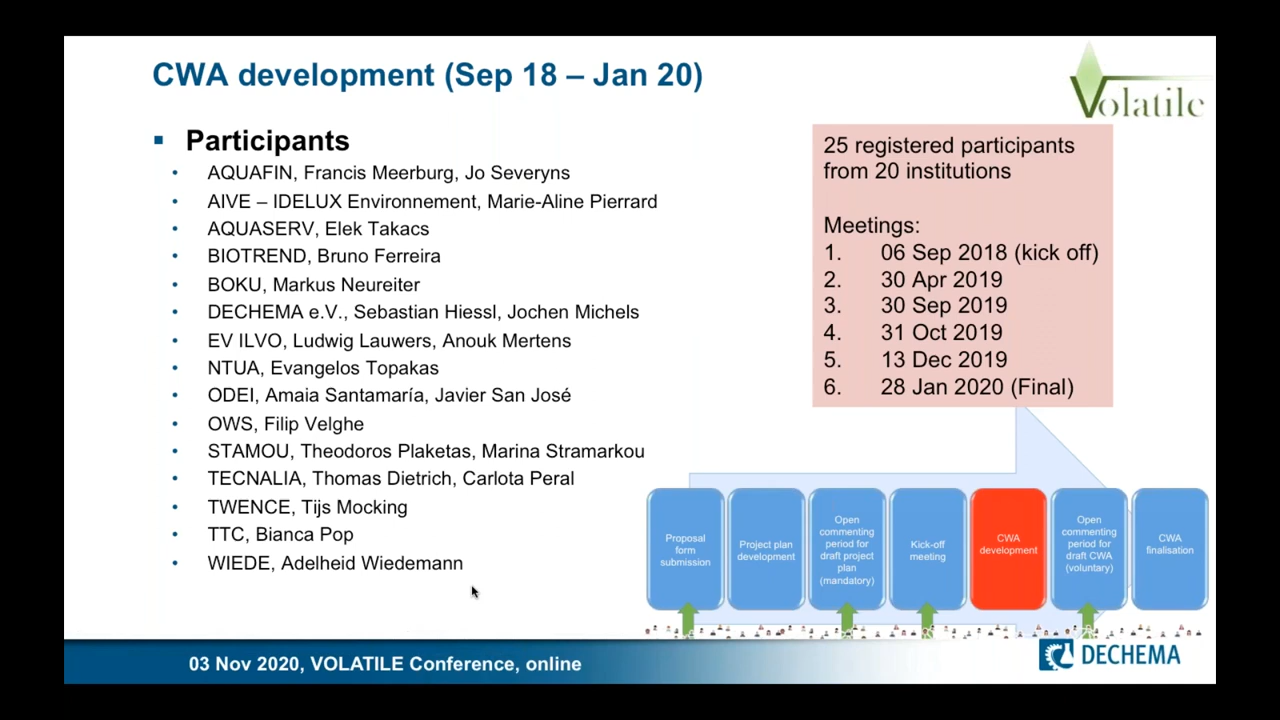 CWA development (Sep 18 – Jan 20)
Volatile
▪ Participants
• AQUAFIN, Francis Meerburg, Jo Severyns
• AIVE – IDELUX Environnement, Marie-Aline Pierrard
• AQUASERV, Elek Takacs
• BIOTREND, Bruno Ferreira
• BOKU, Markus Neureiter
• DECHEMA e.V., Sebastian Hiessl, Jochen Michels
• EV ILVO, Ludwig Lauwers, Anouk Mertens
• NTUA, Evangelos Topakas
• ODEI, Amaia Santamaría, Javier San José
• OWS, Filip Velghe
• STAMOU, Theodoros Plaketas, Marina Stramarkou
• TECNALIA, Thomas Dietrich, Carlota Peral
• TWENCE, Tijs Mocking
• TTC, Bianca Pop
• WIEDE, Adelheid Wiedemann
25 registered participants
from 20 institutions
Meetings:
1. 06 Sep 2018 (kick off)
2. 30 Apr 2019
3. 30 Sep 2019
4. 31 Oct 2019
5. 13 Dec 2019
6. 28 Jan 2020 (Final)
Proposal
form
submission
Project plan
development
Open
commenting
period for
draft project
plan
(mandatory)
Kick-off
meeting
CWA
development
Open
commenting
period for
draft CWA
(voluntary)
CWA
finalisation
03 Nov 2020, VOLATILE Conference, online
DECHEMA